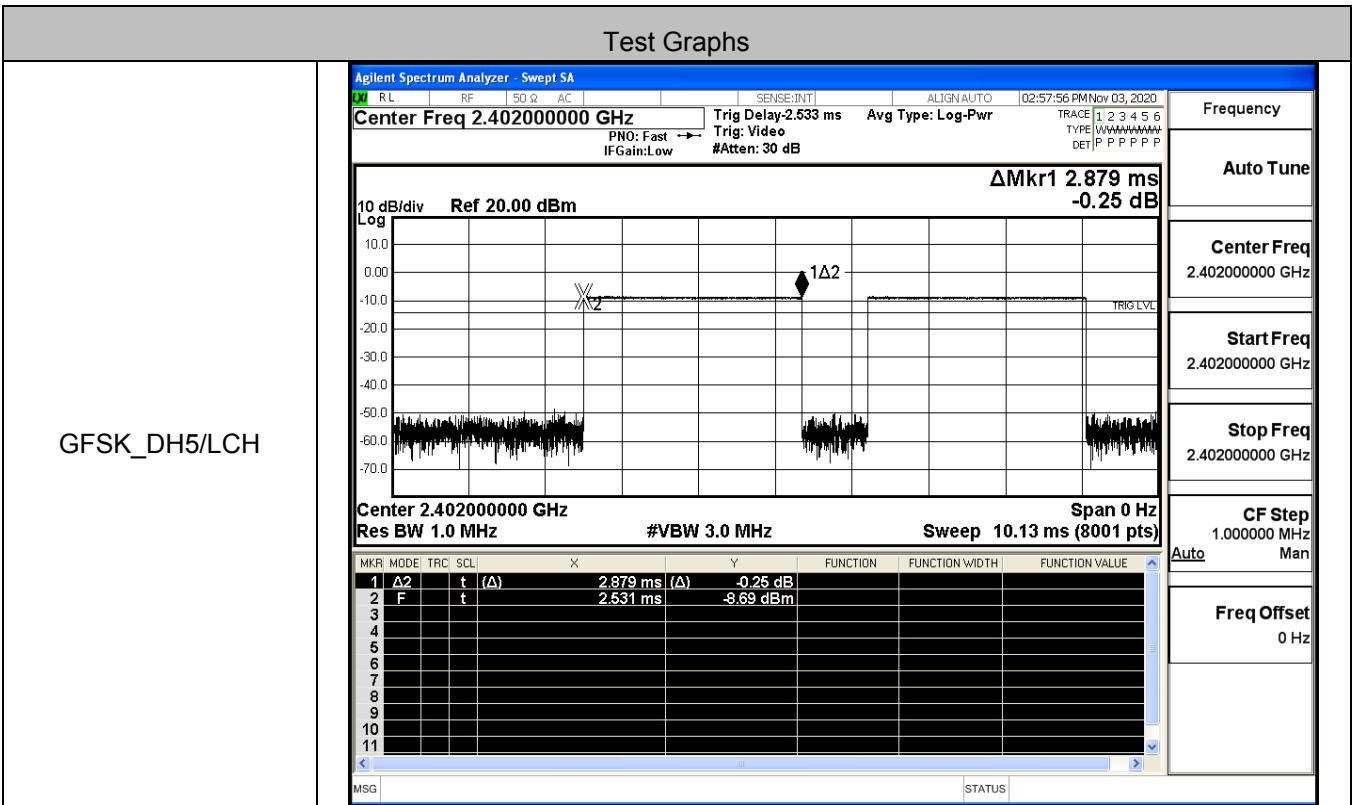 Test Graphs
GFSK_DH5/LCH
Agilent Spectrum Analyzer - Swept SA
LXI RL RF 50 Ω AC SENSE:INT ALIGN AUTO 02:57:56 PM Nov 03, 2020
Center Freq 2.402000000 GHz
Trig Delay-2.533 ms Avg Type: Log-Pwr
TRACE 1 2 3 4 5 6
PNO: Fast
Trig: Video
TYPE WWWWWW
IFGain:Low
#Atten: 30 dB
DET P P P P P P
ΔMkr1 2.879 ms
-0.25 dB
10 dB/div Ref 20.00 dBm
Log
10.0
0.00
-10.0
-20.0
-30.0
-40.0
-50.0
-60.0
-70.0
1Δ2
2
TRIG LVL
Center 2.402000000 GHz Span 0 Hz
Res BW 1.0 MHz #VBW 3.0 MHz Sweep 10.13 ms (8001 pts)
MKR MODE TRC SCL X Y FUNCTION FUNCTION WIDTH FUNCTION VALUE
1 Δ2 t (Δ) 2.879 ms (Δ) -0.25 dB
2 F t 2.531 ms -8.69 dBm
3
4
5
6
7
8
9
10
11
MSG STATUS
Frequency
Auto Tune
Center Freq
2.402000000 GHz
Start Freq
2.402000000 GHz
Stop Freq
2.402000000 GHz
CF Step
1.000000 MHz
Auto Man
Freq Offset
0 Hz